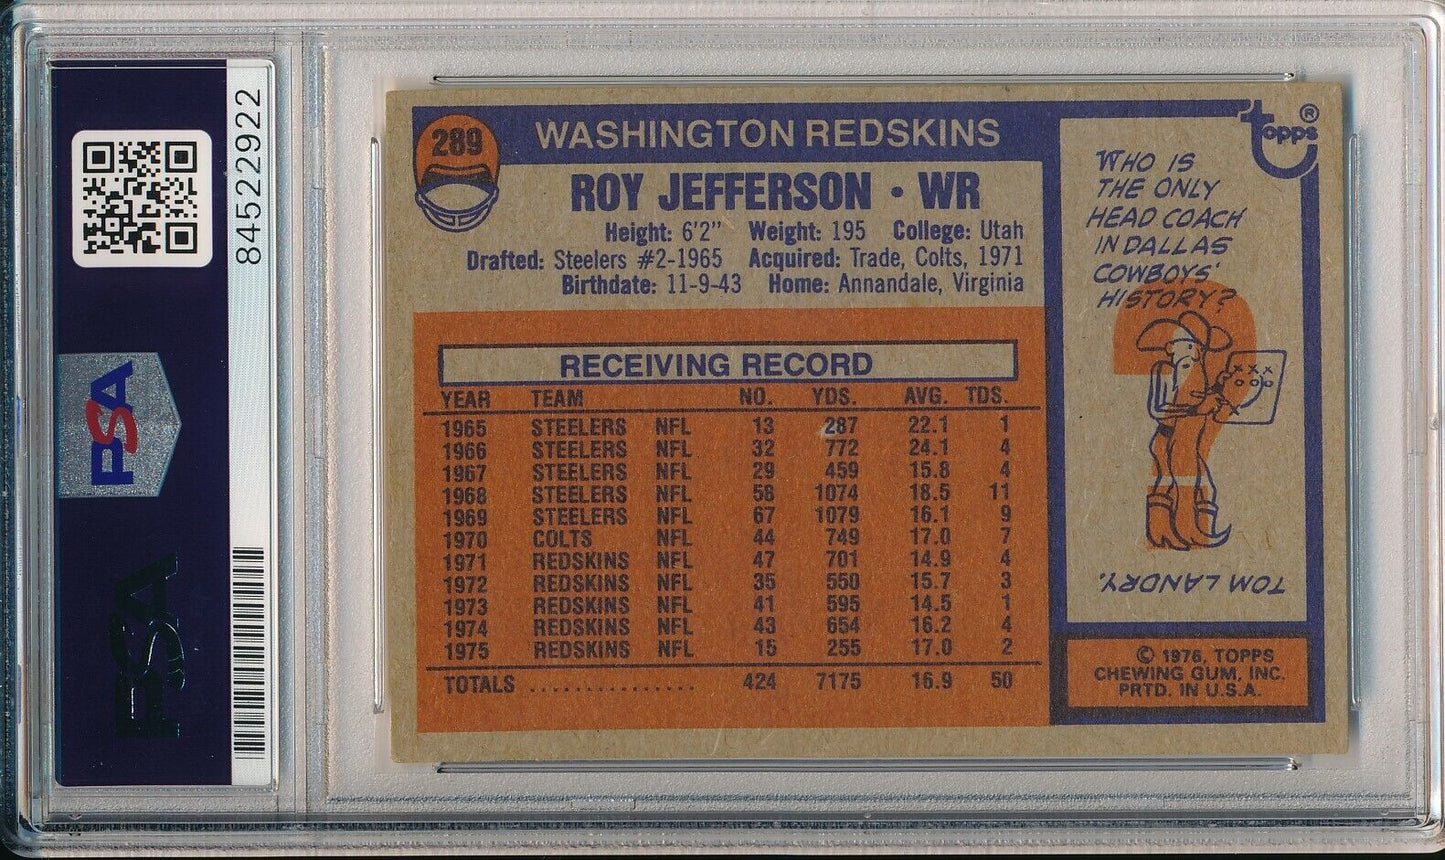 84522922
PSA
PSA
289
WASHINGTON REDSKINS
ROY JEFFERSON • WR
Height: 6'2" Weight: 195 College: Utah
Drafted: Steelers #2-1965 Acquired: Trade, Colts, 1971
Birthdate: 11-9-43 Home: Annandale, Virginia
RECEIVING RECORD
YEAR TEAM NO. YDS. AVG. TDS.
1965 STEELERS NFL 13 287 22.1 1
1966 STEELERS NFL 32 772 24.1 4
1967 STEELERS NFL 29 459 15.8 4
1968 STEELERS NFL 58 1074 18.5 11
1969 STEELERS NFL 67 1079 16.1 9
1970 COLTS NFL 44 749 17.0 7
1971 REDSKINS NFL 47 701 14.9 4
1972 REDSKINS NFL 35 550 15.7 3
1973 REDSKINS NFL 41 595 14.5 1
1974 REDSKINS NFL 43 654 16.2 4
1975 REDSKINS NFL 15 255 17.0 2
TOTALS ................ 424 7175 16.9 50
topps ®
WHO IS
THE ONLY
HEAD COACH
IN DALLAS
COWBOYS'
HISTORY?
x x x
o o o
TOM LANDRY.
© 1976, TOPPS
CHEWING GUM, INC.
PRTD. IN U.S.A.